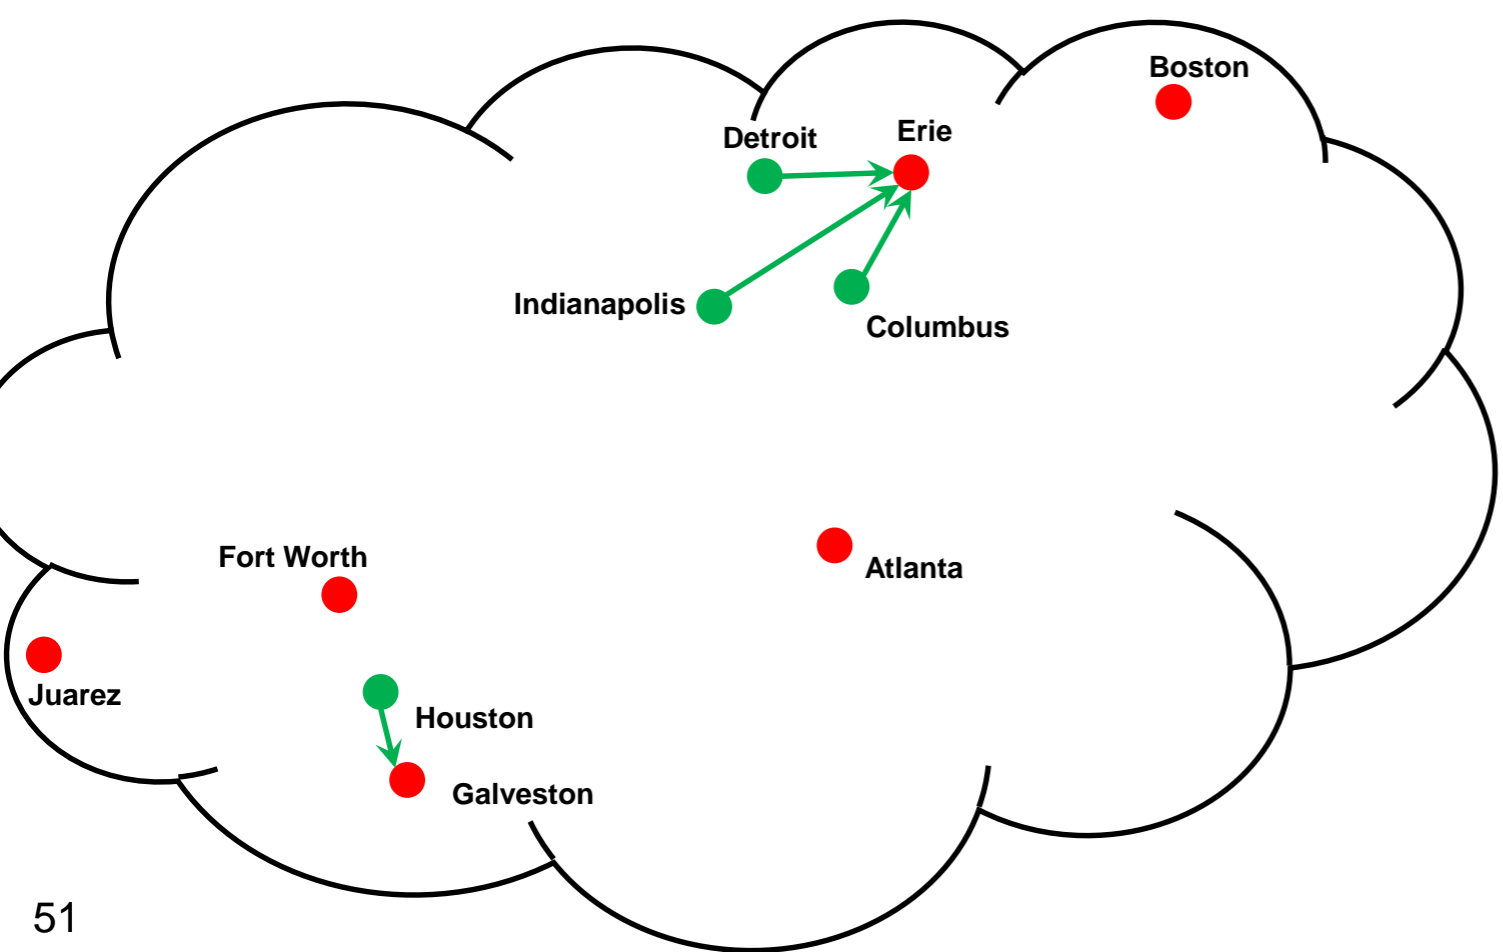 Boston
Detroit
Erie
Indianapolis
Columbus
Fort Worth
Atlanta
Juarez
Houston
Galveston
51